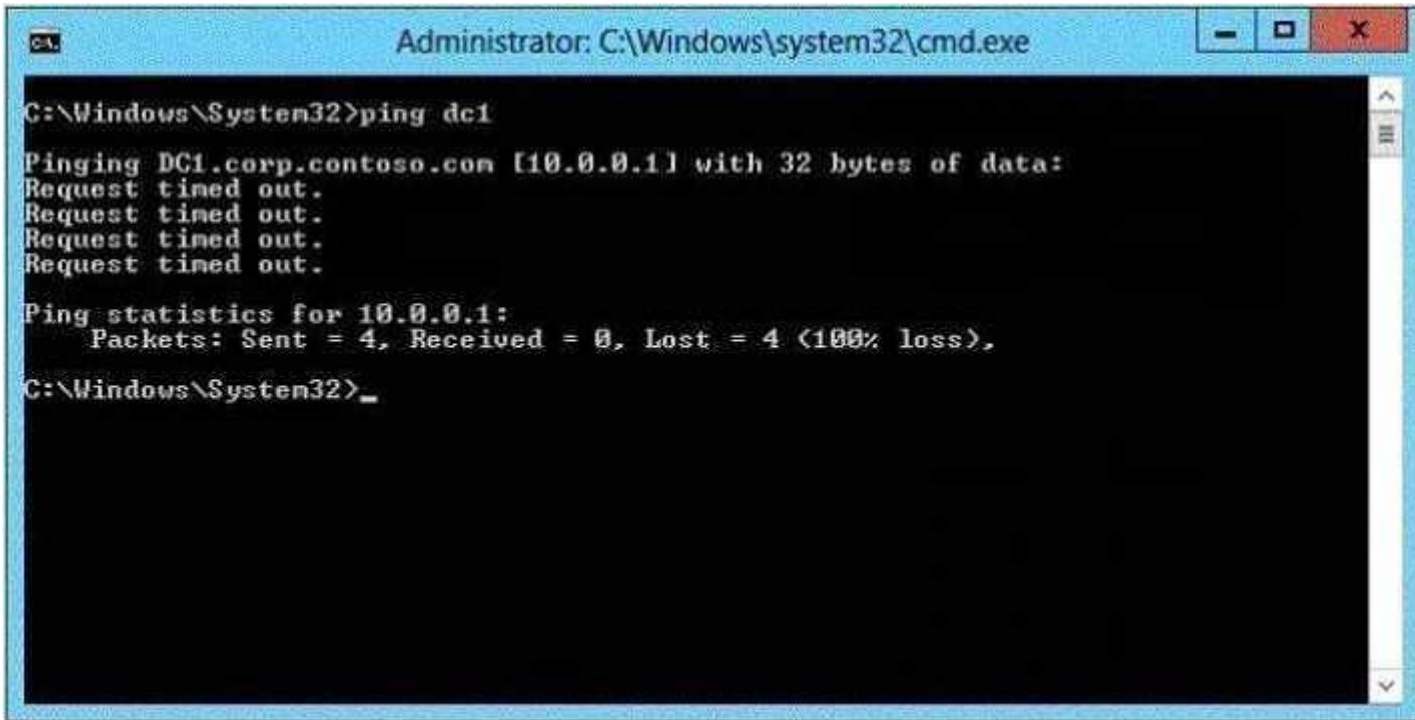 Administrator: C:\Windows\system32\cmd.exe
C:\Windows\System32>ping dc1
Pinging DC1.corp.contoso.com [10.0.0.1] with 32 bytes of data:
Request timed out.
Request timed out.
Request timed out.
Request timed out.
Ping statistics for 10.0.0.1:
Packets: Sent = 4, Received = 0, Lost = 4 (100% loss),
C:\Windows\System32>_